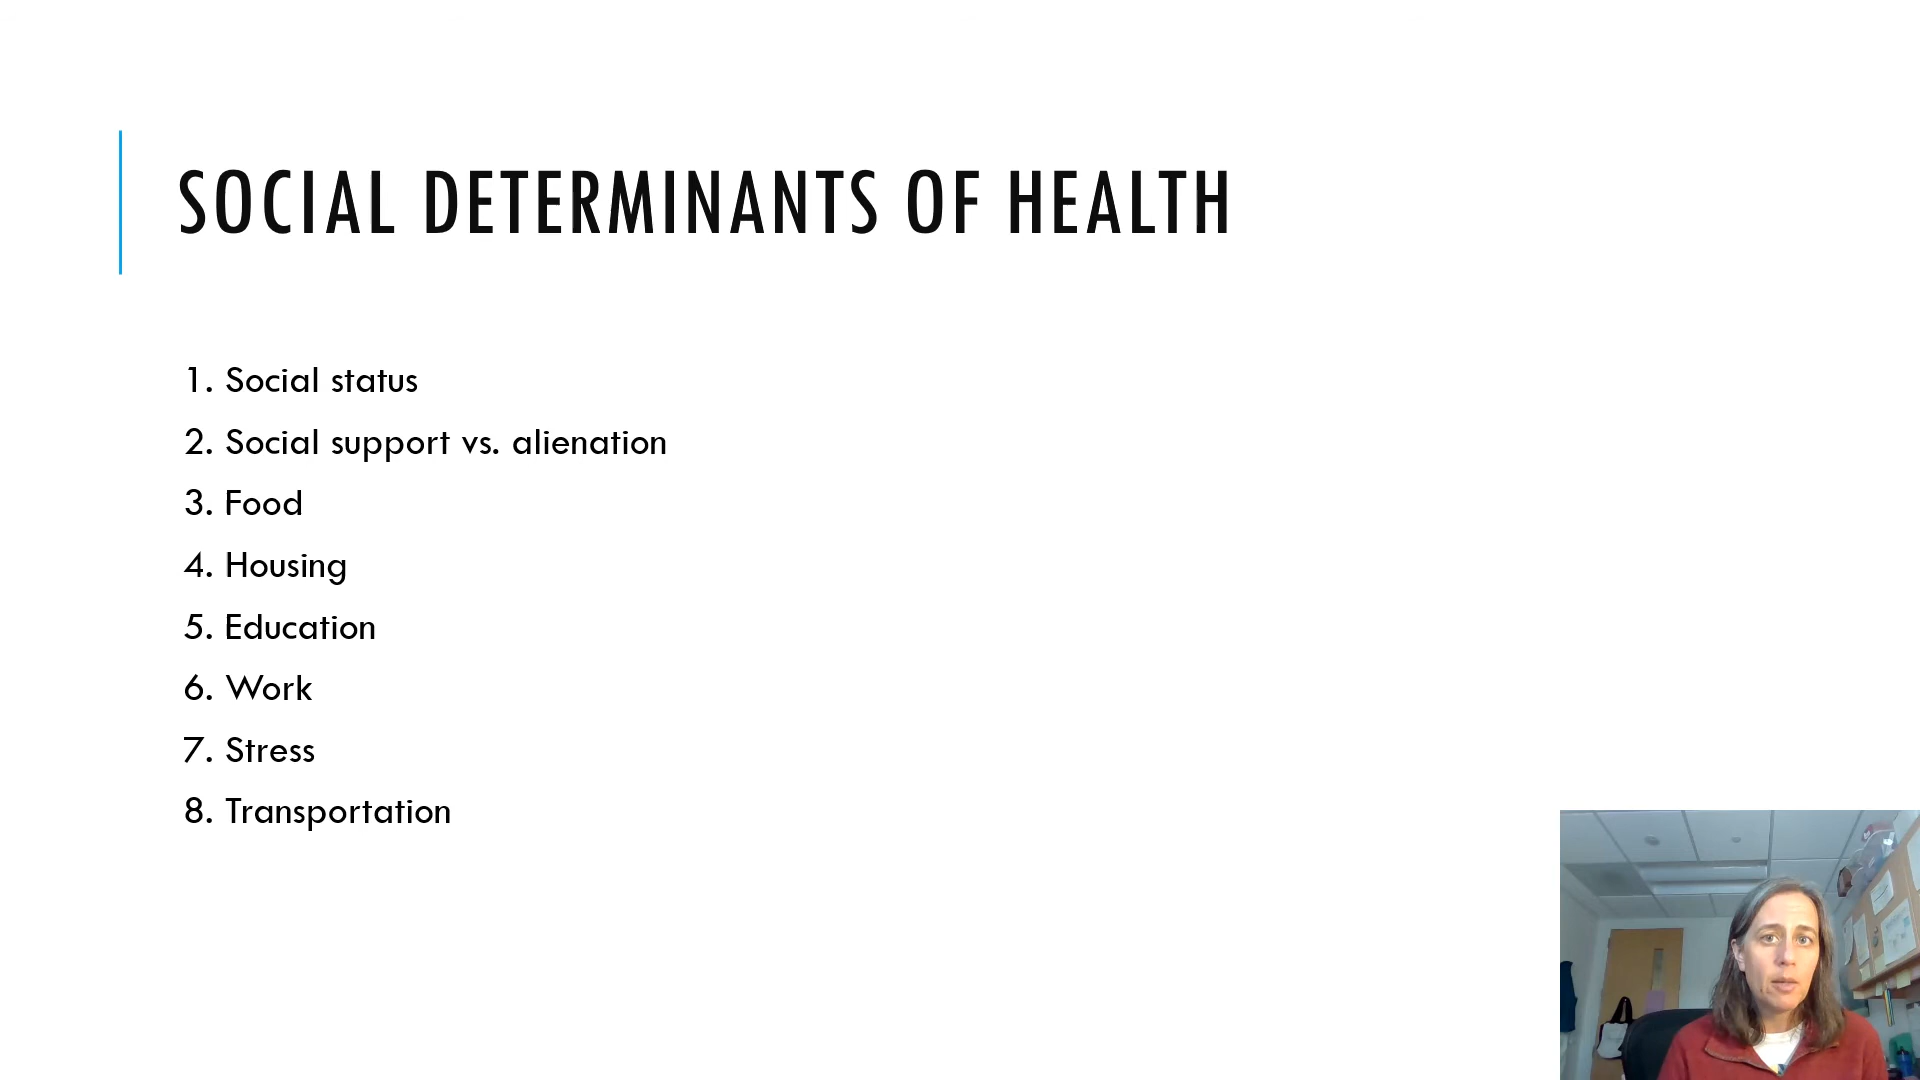 SOCIAL DETERMINANTS OF HEALTH
1. Social status
2. Social support vs. alienation
3. Food
4. Housing
5. Education
6. Work
7. Stress
8. Transportation